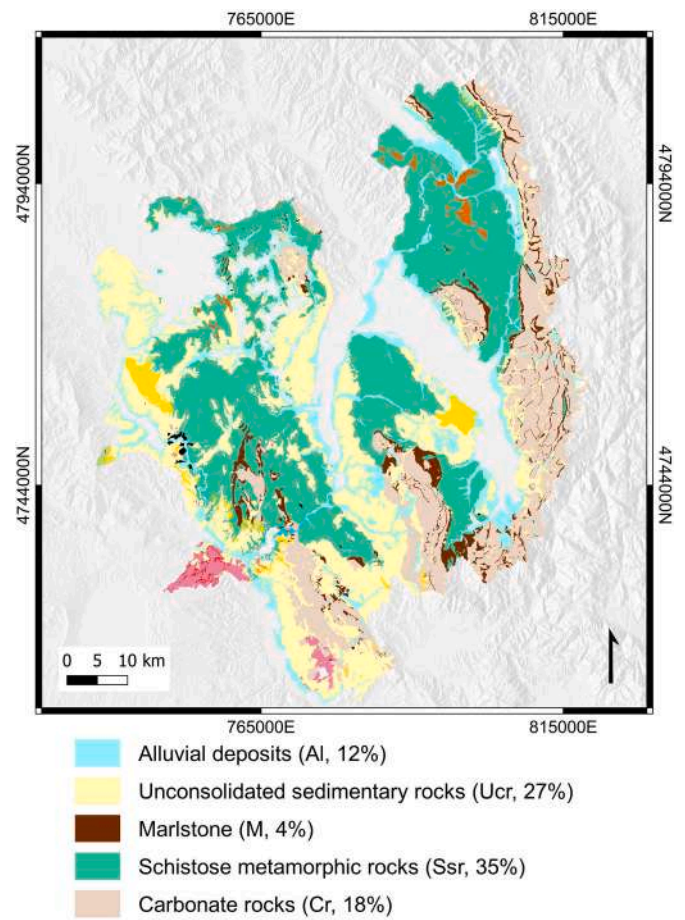 765000E 815000E
4794000N 4794000N
4744000N 4744000N
0 5 10 km
765000E 815000E
Alluvial deposits (Al, 12%)
Unconsolidated sedimentary rocks (Ucr, 27%)
Marlstone (M, 4%)
Schistose metamorphic rocks (Ssr, 35%)
Carbonate rocks (Cr, 18%)